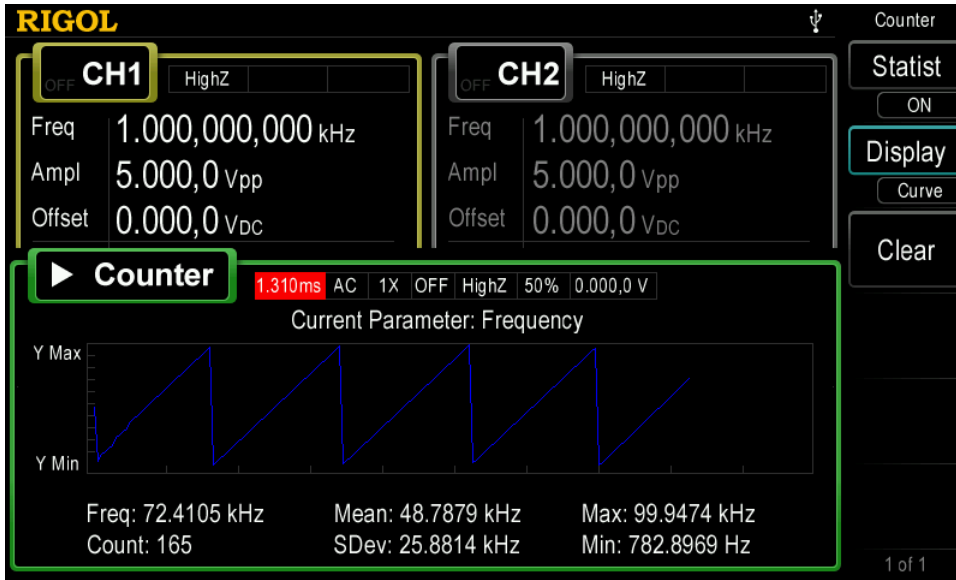 RIGOL
Counter
CH1
OFF
HighZ
CH2
OFF
HighZ
Statist
ON
Freq 1.000,000,000 kHz
Ampl 5.000,0 Vpp
Offset 0.000,0 VDC
Freq 1.000,000,000 kHz
Ampl 5.000,0 Vpp
Offset 0.000,0 VDC
Display
Curve
Clear
Counter
1.310ms AC 1X OFF HighZ 50% 0.000,0 V
Current Parameter: Frequency
Y Max
Y Min
Freq: 72.4105 kHz Mean: 48.7879 kHz Max: 99.9474 kHz
Count: 165 SDev: 25.8814 kHz Min: 782.8969 Hz
1 of 1